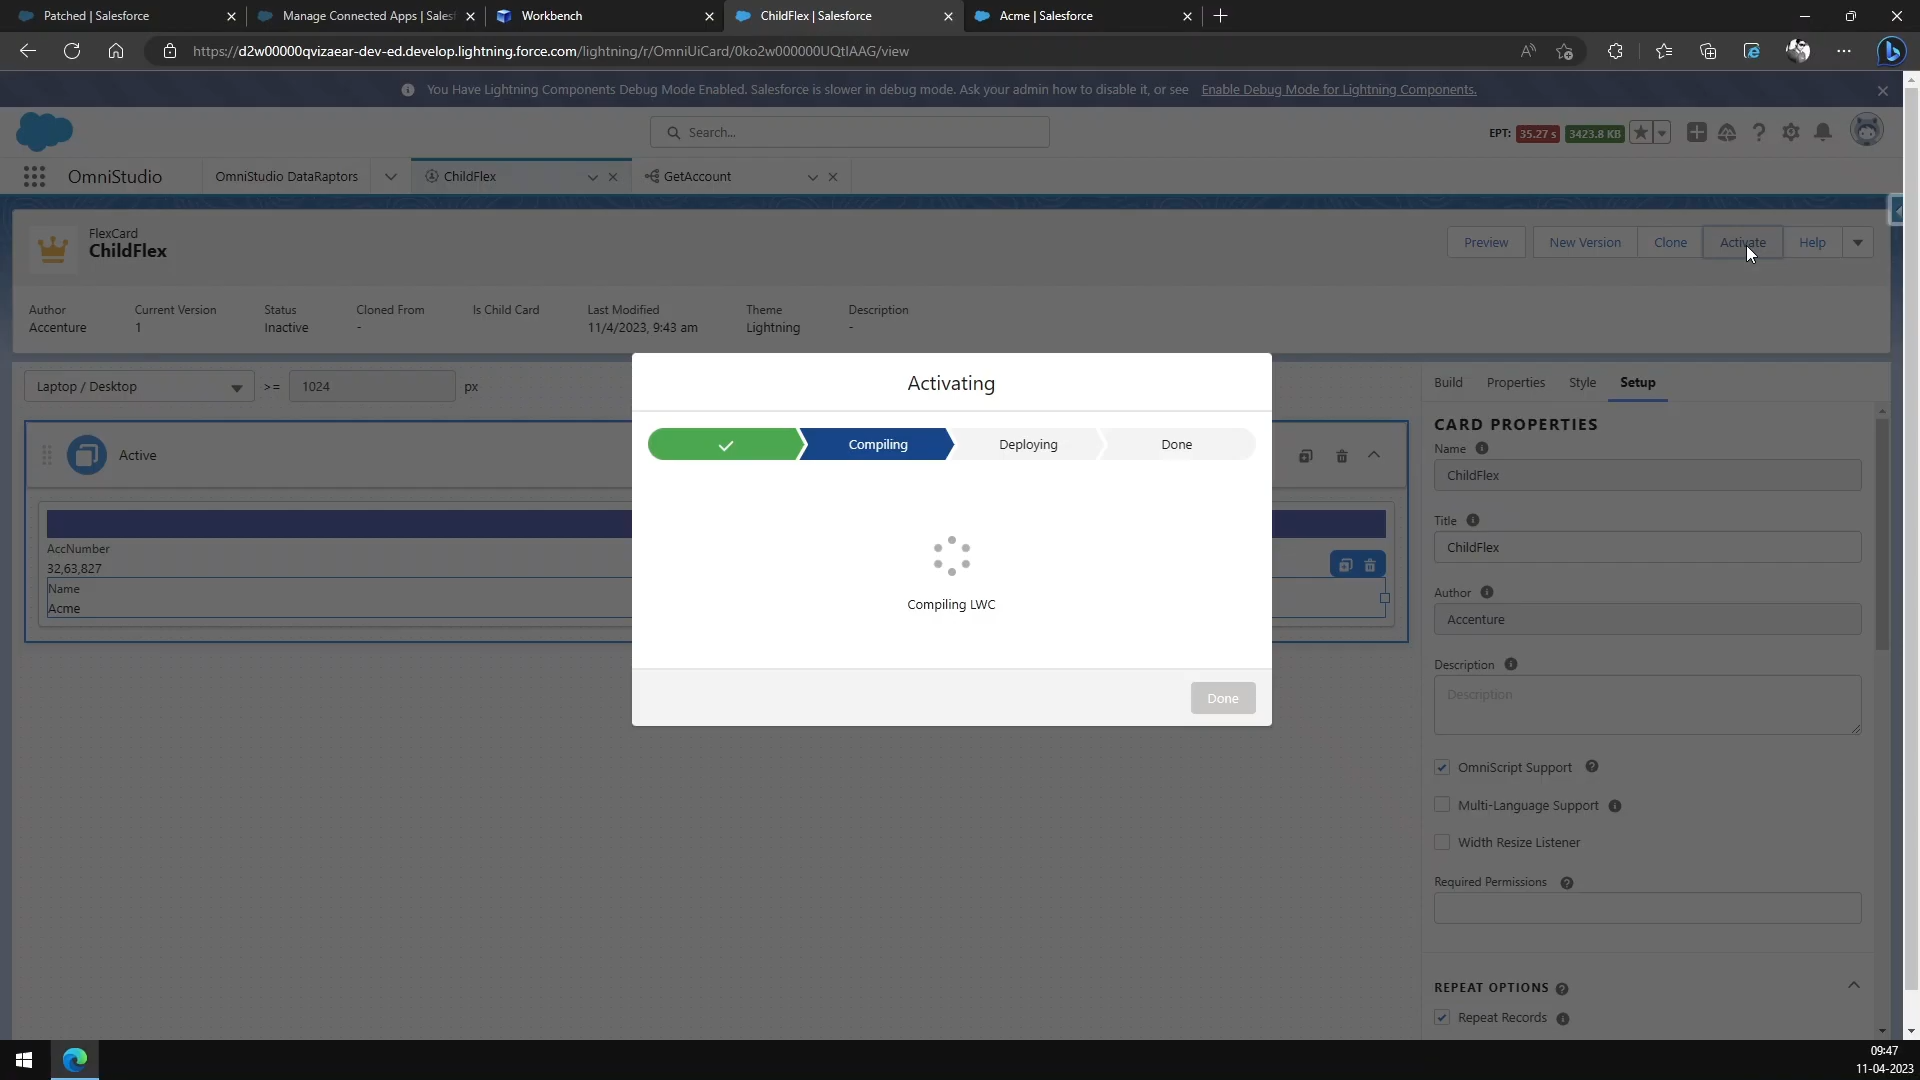 Patched | Salesforce
Manage Connected Apps | Salesf
Workbench
ChildFlex | Salesforce
Acme | Salesforce
https://d2w00000qvizaear-dev-ed.develop.lightning.force.com/lightning/r/OmniUiCard/0ko2w000000UQtIAAG/view
You Have Lightning Components Debug Mode Enabled. Salesforce is slower in debug mode. Ask your admin how to disable it, or see Enable Debug Mode for Lightning Components.
Search...
EPT: 35.27 s 3423.8 KB
OmniStudio
OmniStudio DataRaptors
ChildFlex
GetAccount
FlexCard
ChildFlex
Preview
New Version
Clone
Activate
Help
Author
Accenture
Current Version
1
Status
Inactive
Cloned From
-
Is Child Card
Last Modified
11/4/2023, 9:43 am
Theme
Lightning
Description
-
Laptop / Desktop >= 1024 px
Active
AccNumber
32,63,827
Name
Acme
Activating
Compiling
Deploying
Done
Compiling LWC
Done
Build
Properties
Style
Setup
CARD PROPERTIES
Name
ChildFlex
Title
ChildFlex
Author
Accenture
Description
Description
OmniScript Support
Multi-Language Support
Width Resize Listener
Required Permissions
REPEAT OPTIONS
Repeat Records
09:47
11-04-2023